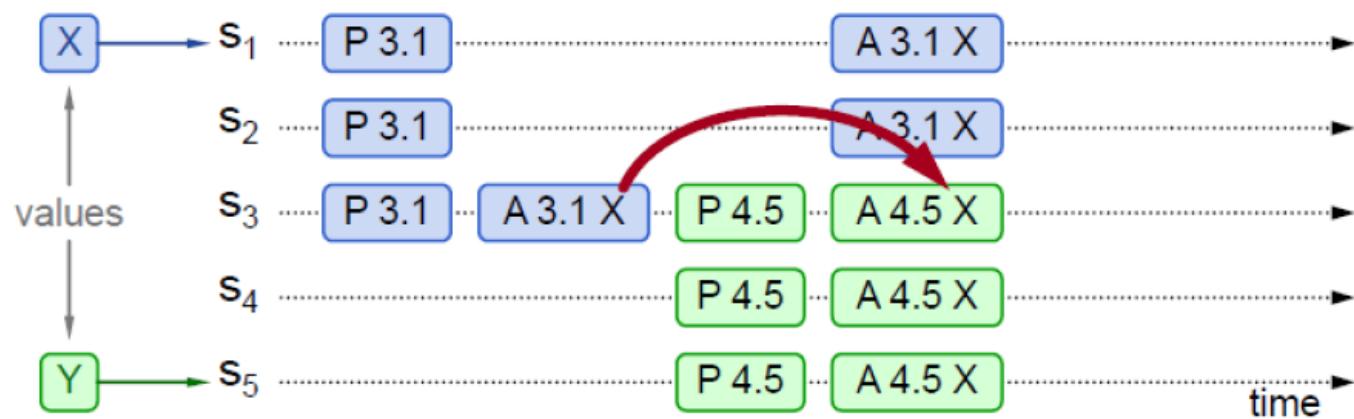 X s1 P 3.1 A 3.1 X
s2 P 3.1 A 3.1 X
values s3 P 3.1 A 3.1 X P 4.5 A 4.5 X
s4 P 4.5 A 4.5 X
Y s5 P 4.5 A 4.5 X
time